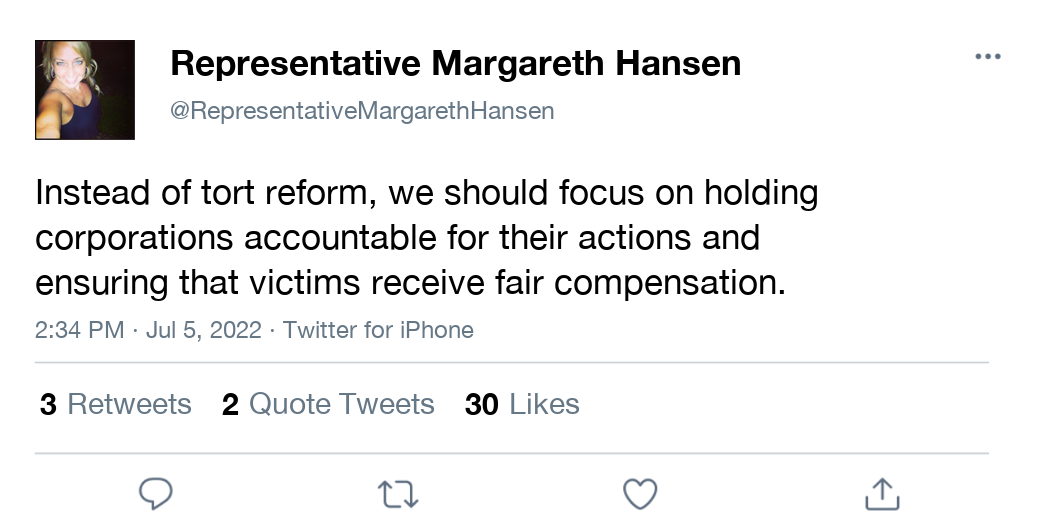 Representative Margareth Hansen
@RepresentativeMargarethHansen
Instead of tort reform, we should focus on holding
corporations accountable for their actions and
ensuring that victims receive fair compensation.
2:34 PM · Jul 5, 2022 · Twitter for iPhone
3 Retweets 2 Quote Tweets 30 Likes